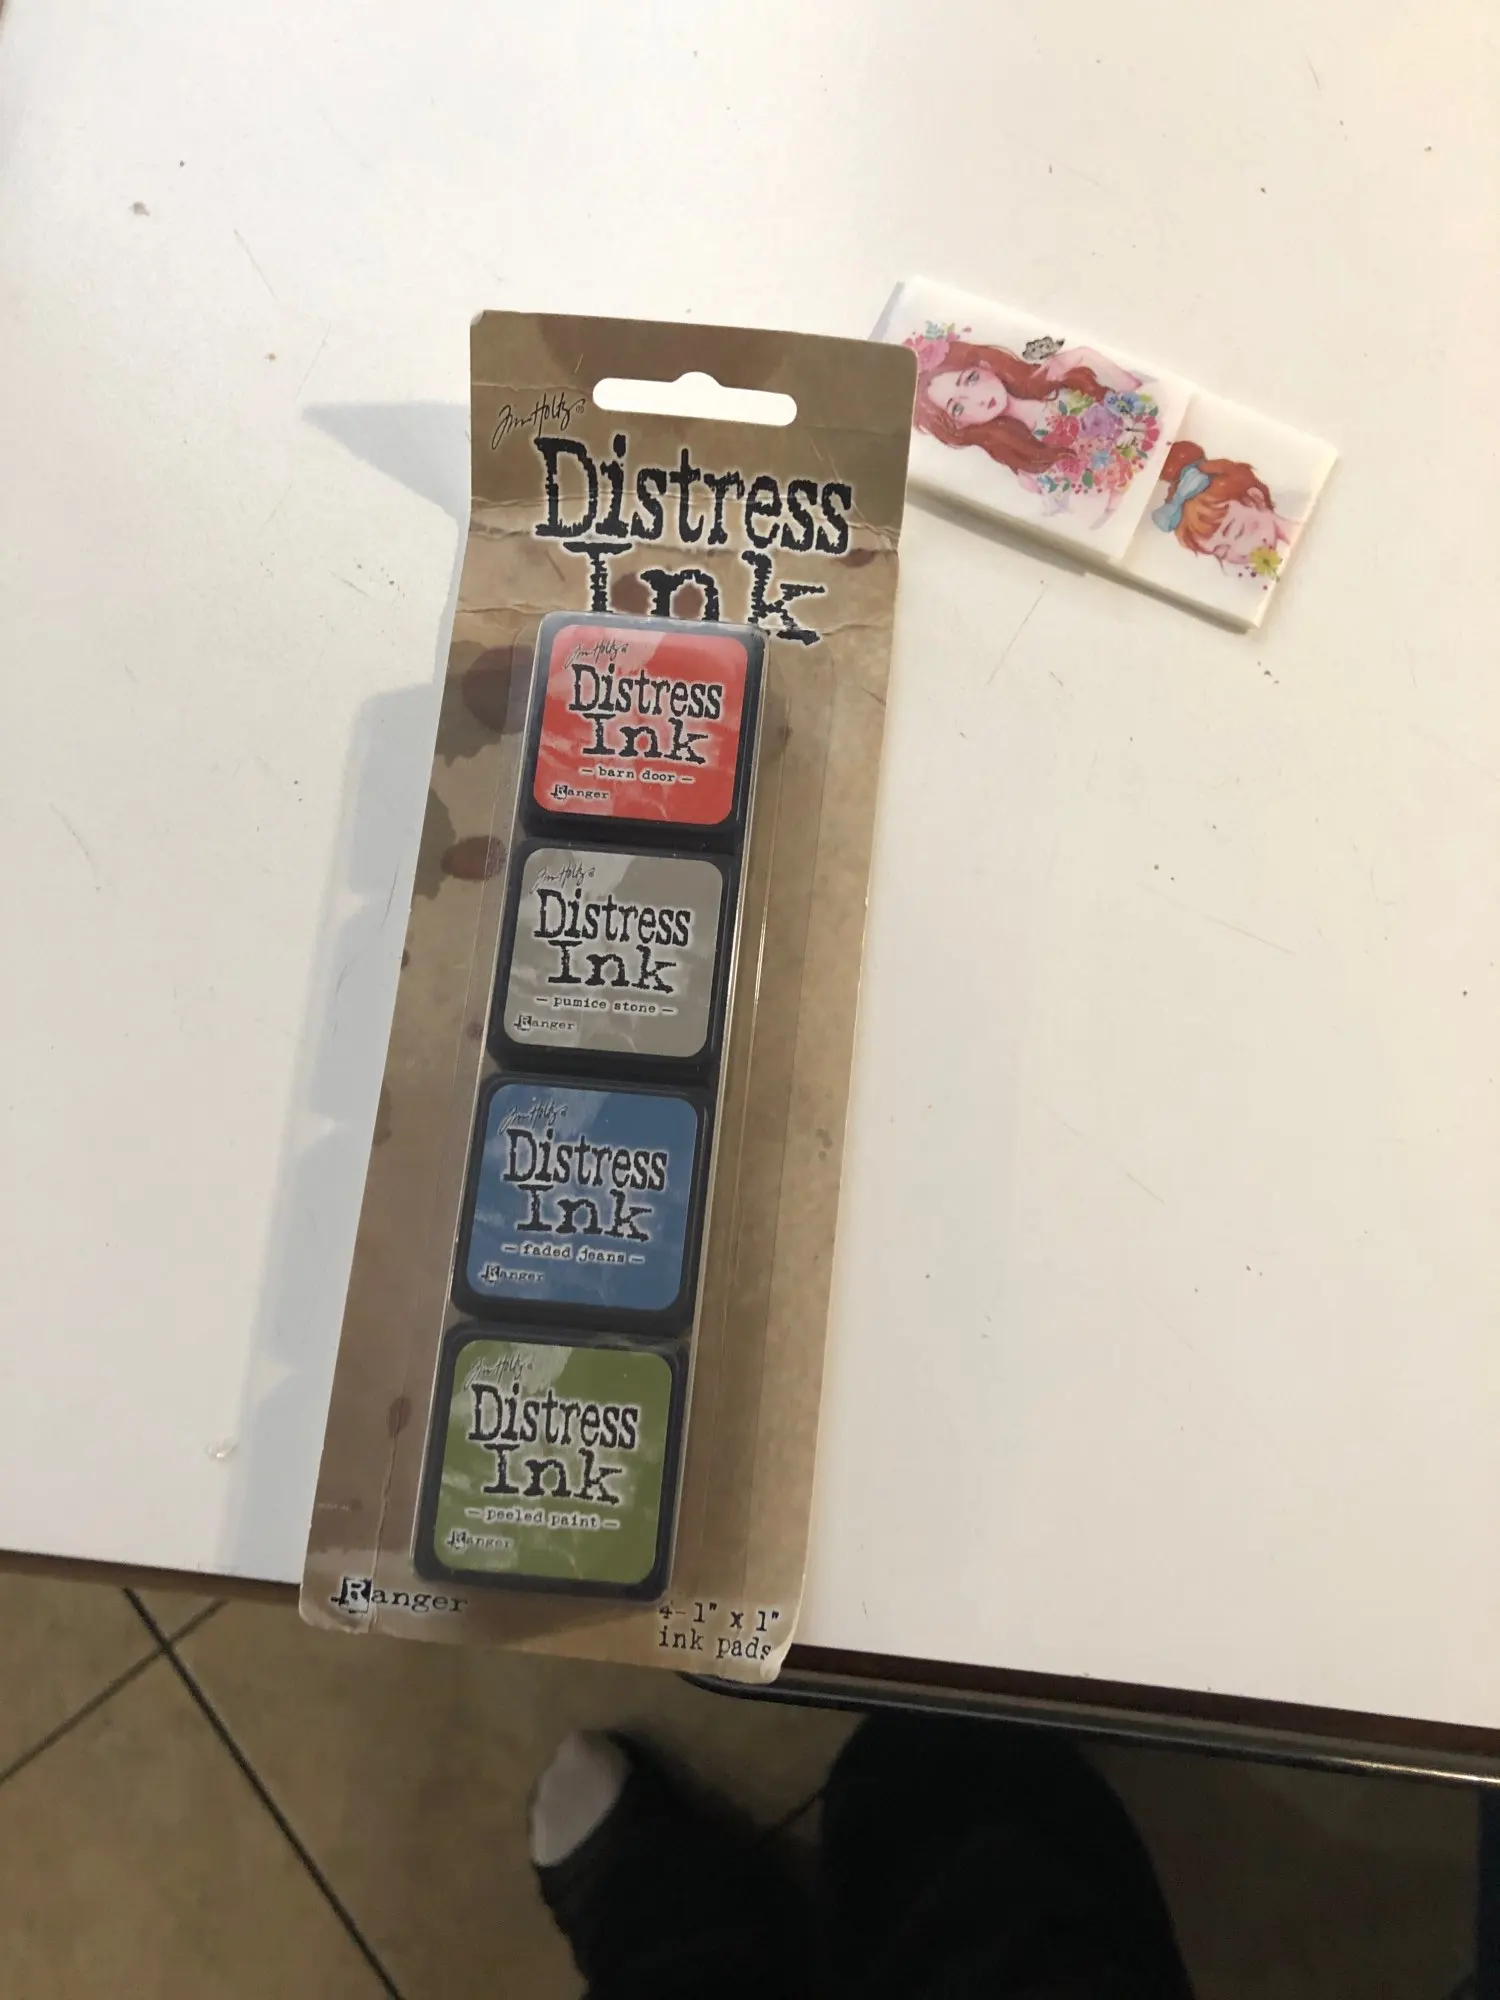 Tim Holtz
Distress
Ink
Tim Holtz
Distress
Ink
— barn door —
Ranger
Tim Holtz
Distress
Ink
— pumice stone —
Ranger
Tim Holtz
Distress
Ink
— faded jeans —
Ranger
Tim Holtz
Distress
Ink
— peeled paint —
Ranger
Ranger
4-1" x 1"
ink pads